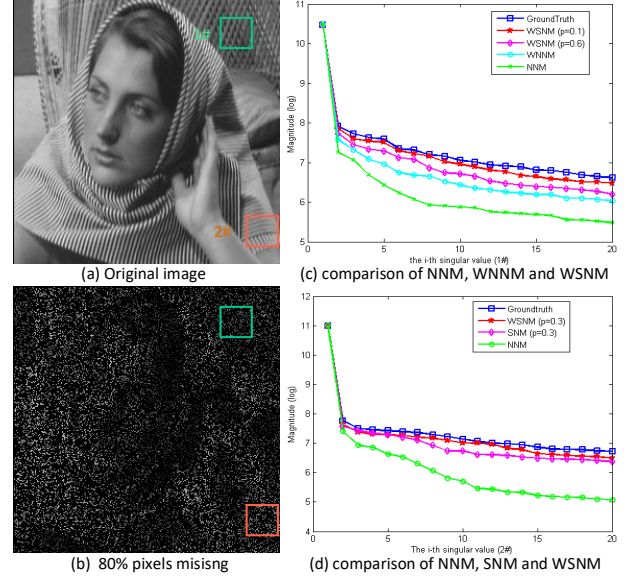 1#
2#
(a) Original image
11
10
9
8
7
6
5
0
5
10
15
20
Magnitude (log)
the i-th singular value (1#)
GroundTruth
WSNM (p=0.1)
WSNM (p=0.6)
WNNM
NNM
(c) comparison of NNM, WNNM and WSNM
(b) 80% pixels misisng
12
11
10
9
8
7
6
5
4
0
5
10
15
20
Magnitude (log)
The i-th singular value (2#)
Groundtruth
WSNM (p=0.3)
SNM (p=0.3)
NNM
(d) comparison of NNM, SNM and WSNM